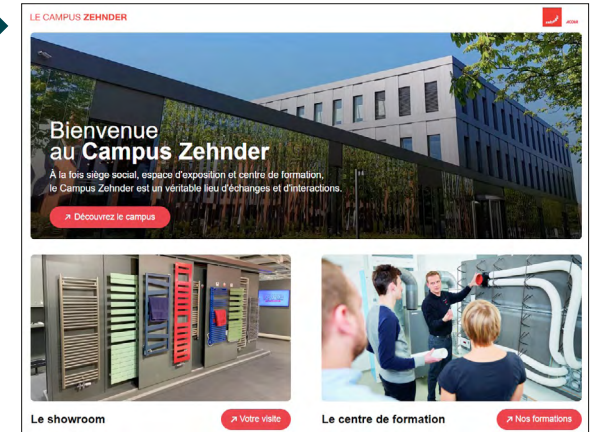 LE CAMPUS ZEHNDER
Bienvenue
au Campus Zehnder
À la fois siège social, espace d'exposition et centre de formation,
le Campus Zehnder est un véritable lieu d'échanges et d'interactions.
Découvrez le campus
Le showroom
Votre visite
Le centre de formation
Nos formations